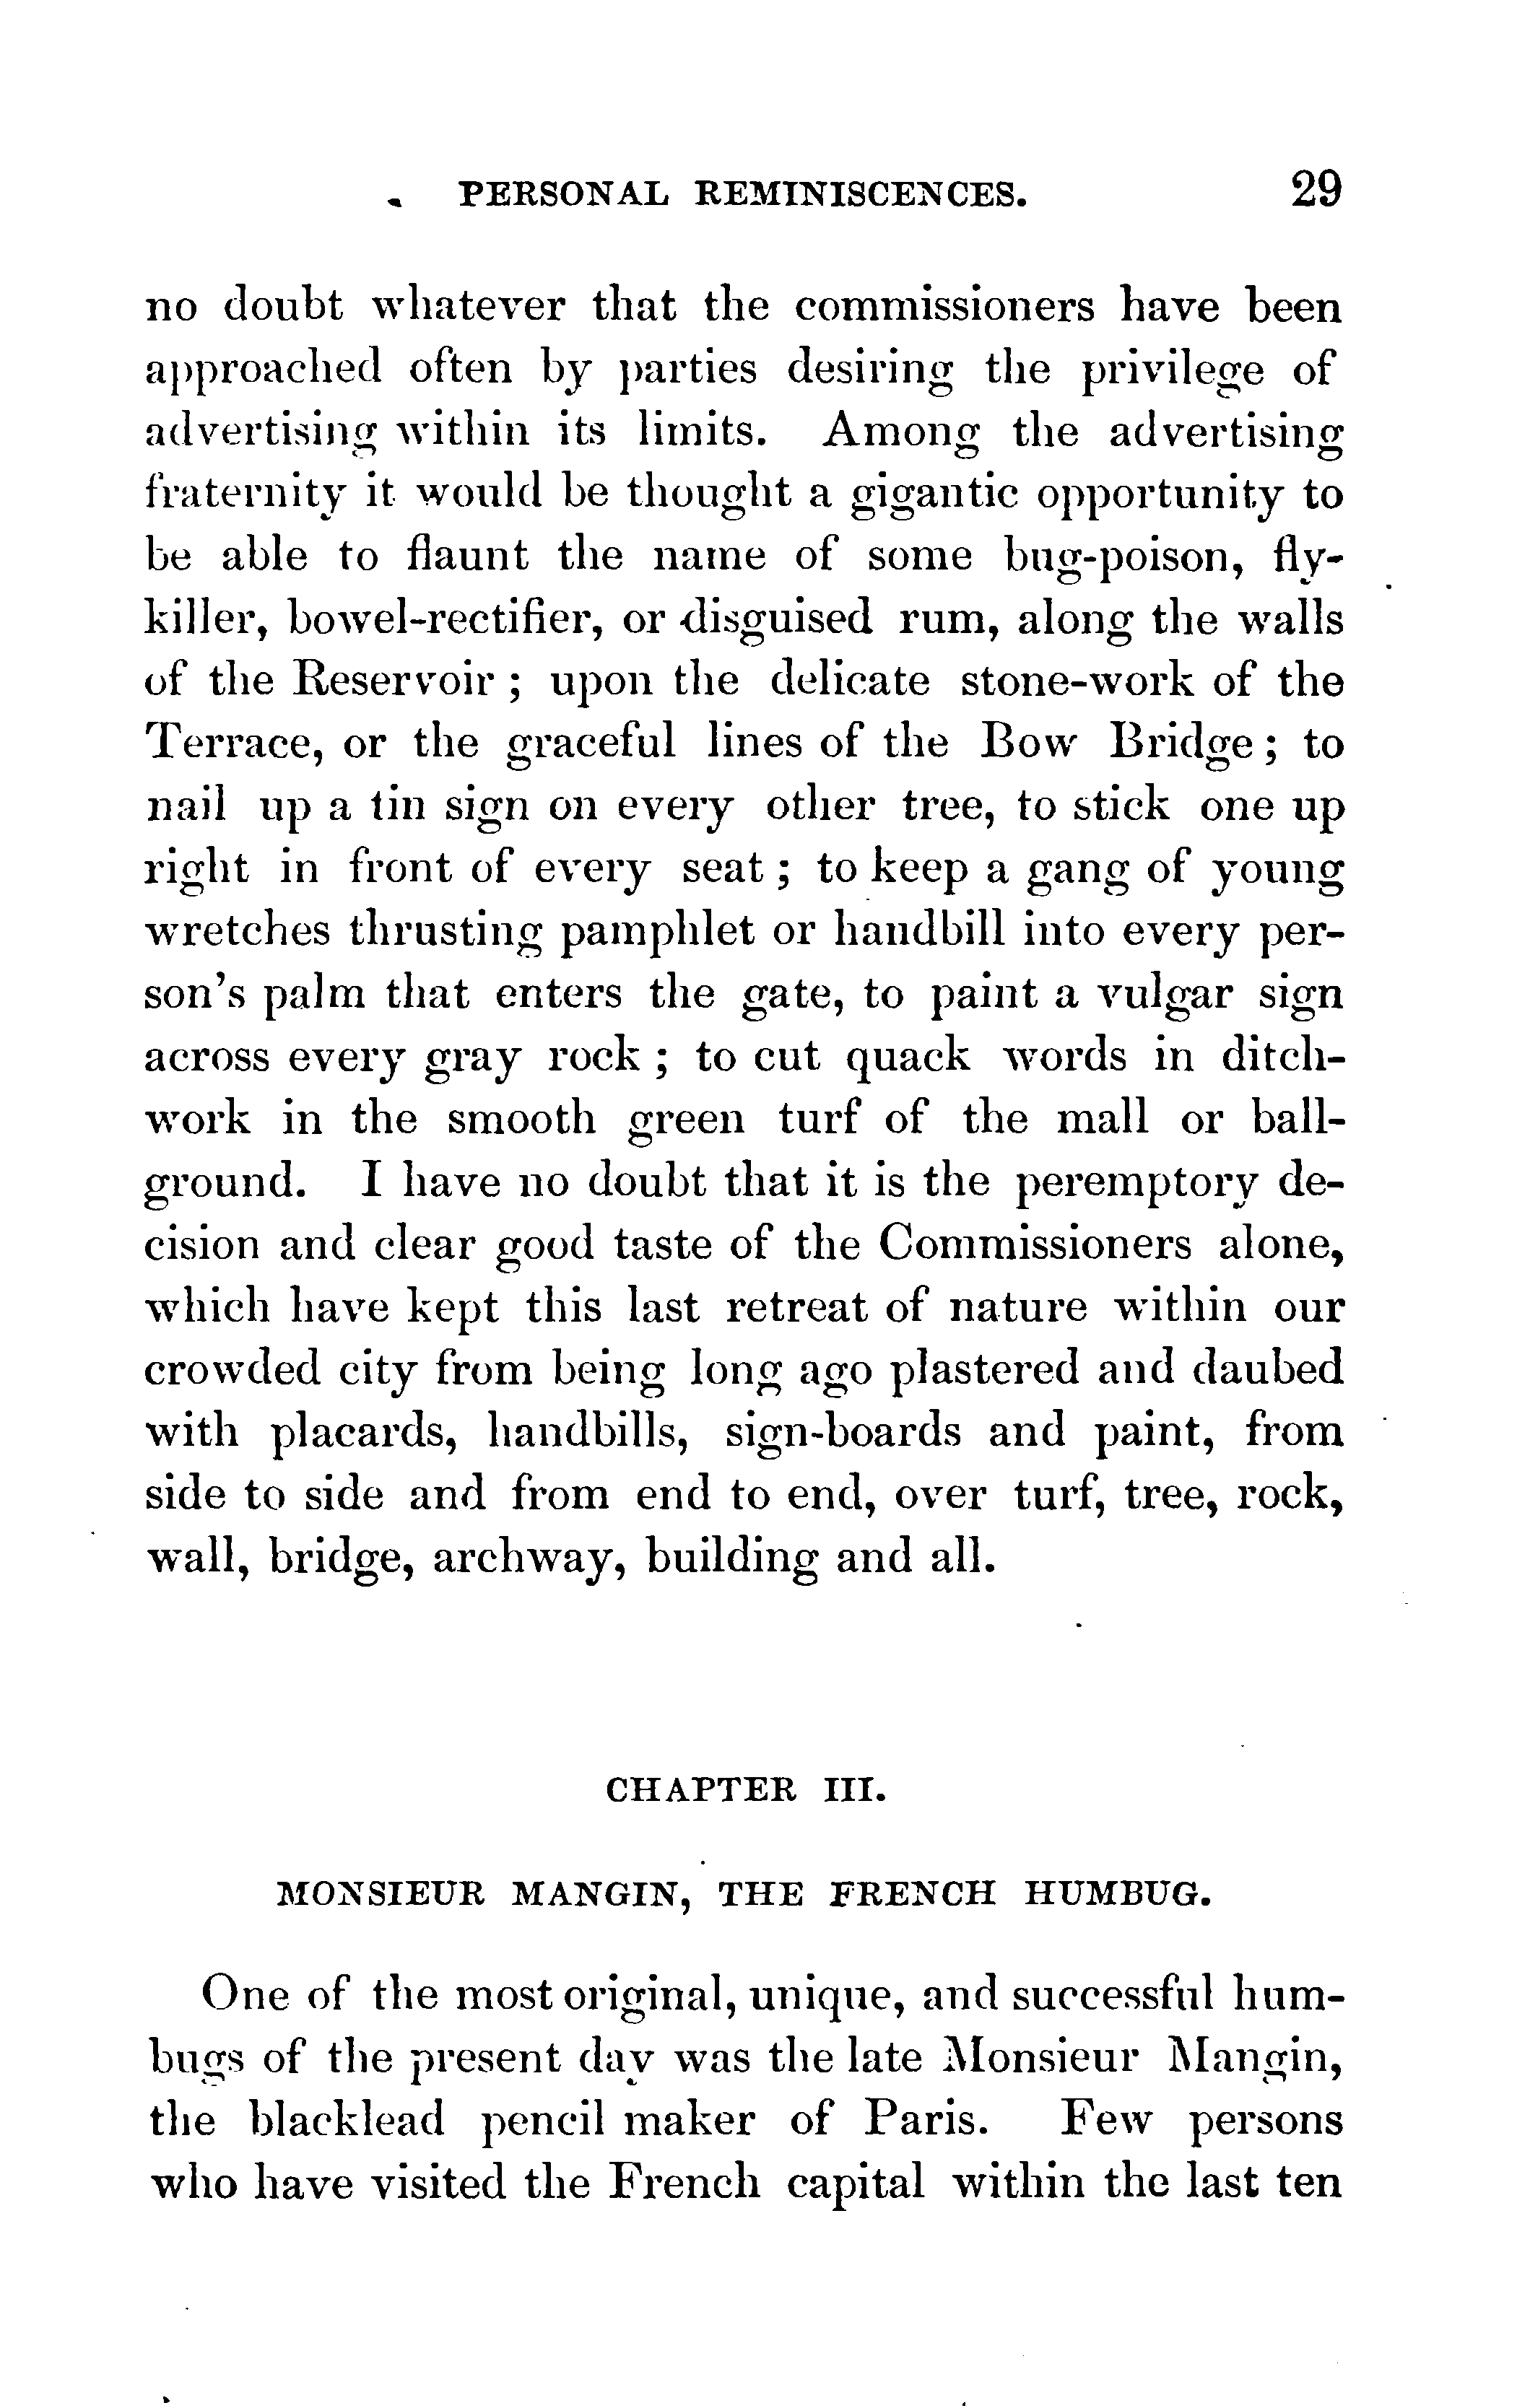 PERSONAL REMINISCENCES. 29
no doubt whatever that the commissioners have been
approached often by parties desiring the privilege of
advertising within its limits. Among the advertising
fraternity it would be thought a gigantic opportunity to
be able to flaunt the name of some bug-poison, fly-
killer, bowel-rectifier, or disguised rum, along the walls
of the Reservoir ; upon the delicate stone-work of the
Terrace, or the graceful lines of the Bow Bridge ; to
nail up a tin sign on every other tree, to stick one up
right in front of every seat ; to keep a gang of young
wretches thrusting pamphlet or handbill into every per-
son's palm that enters the gate, to paint a vulgar sign
across every gray rock ; to cut quack words in ditch-
work in the smooth green turf of the mall or ball-
ground. I have no doubt that it is the peremptory de-
cision and clear good taste of the Commissioners alone,
which have kept this last retreat of nature within our
crowded city from being long ago plastered and daubed
with placards, handbills, sign-boards and paint, from
side to side and from end to end, over turf, tree, rock,
wall, bridge, archway, building and all.
CHAPTER III.
MONSIEUR MANGIN, THE FRENCH HUMBUG.
One of the most original, unique, and successful hum-
bugs of the present day was the late Monsieur Mangin,
the blacklead pencil maker of Paris. Few persons
who have visited the French capital within the last ten